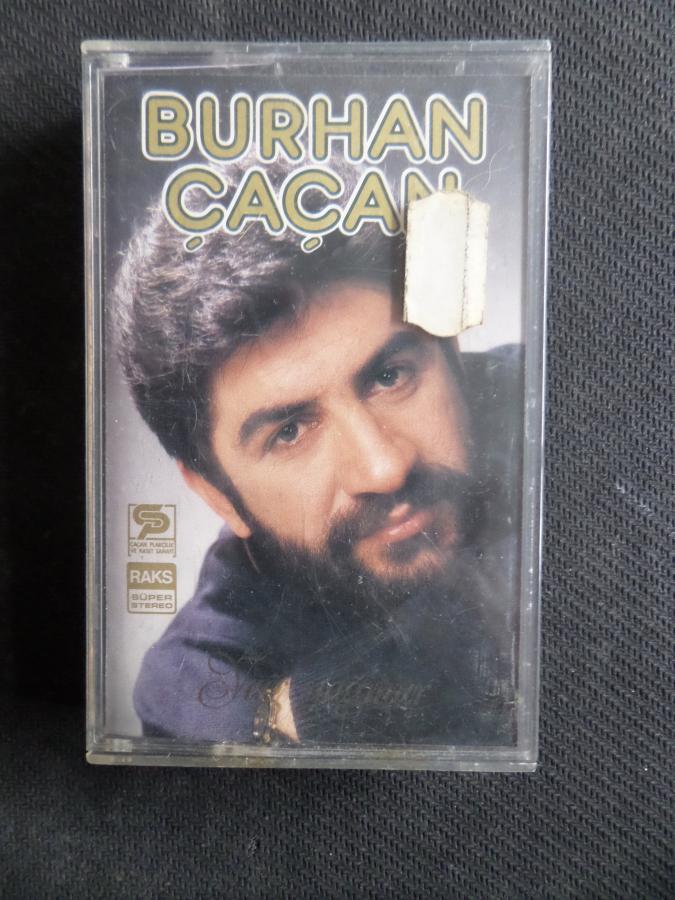 BURHAN
ÇAÇAN
ÇAÇAN PLAKÇILIK
VE KASET SANAYİ
RAKS
SÜPER
STEREO